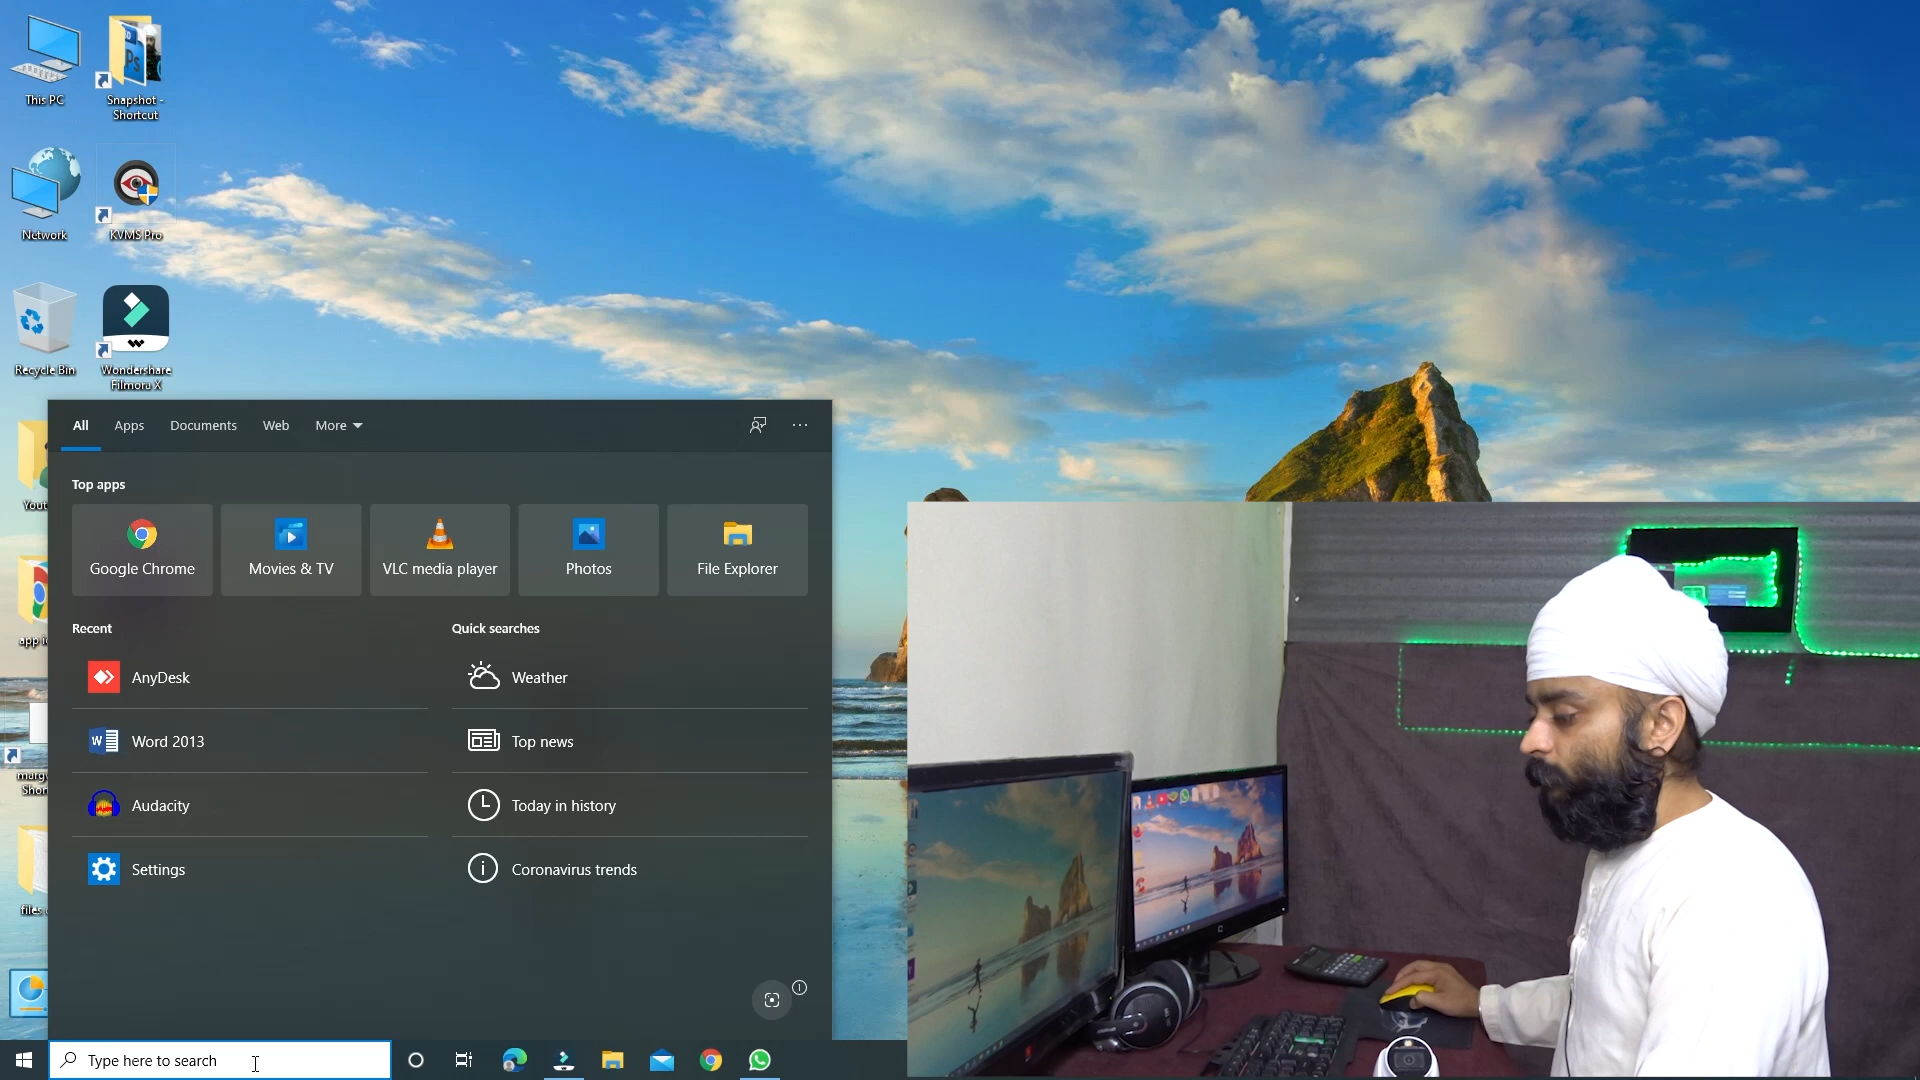 This PC
Snapshot -
Shortcut
Network
KVMS Pro
Recycle Bin
Wondershare
Filmora X
All
Apps
Documents
Web
More
Top apps
Google Chrome
Movies & TV
VLC media player
Photos
File Explorer
Recent
Quick searches
AnyDesk
Weather
Word 2013
Top news
Audacity
Today in history
Settings
Coronavirus trends
Type here to search